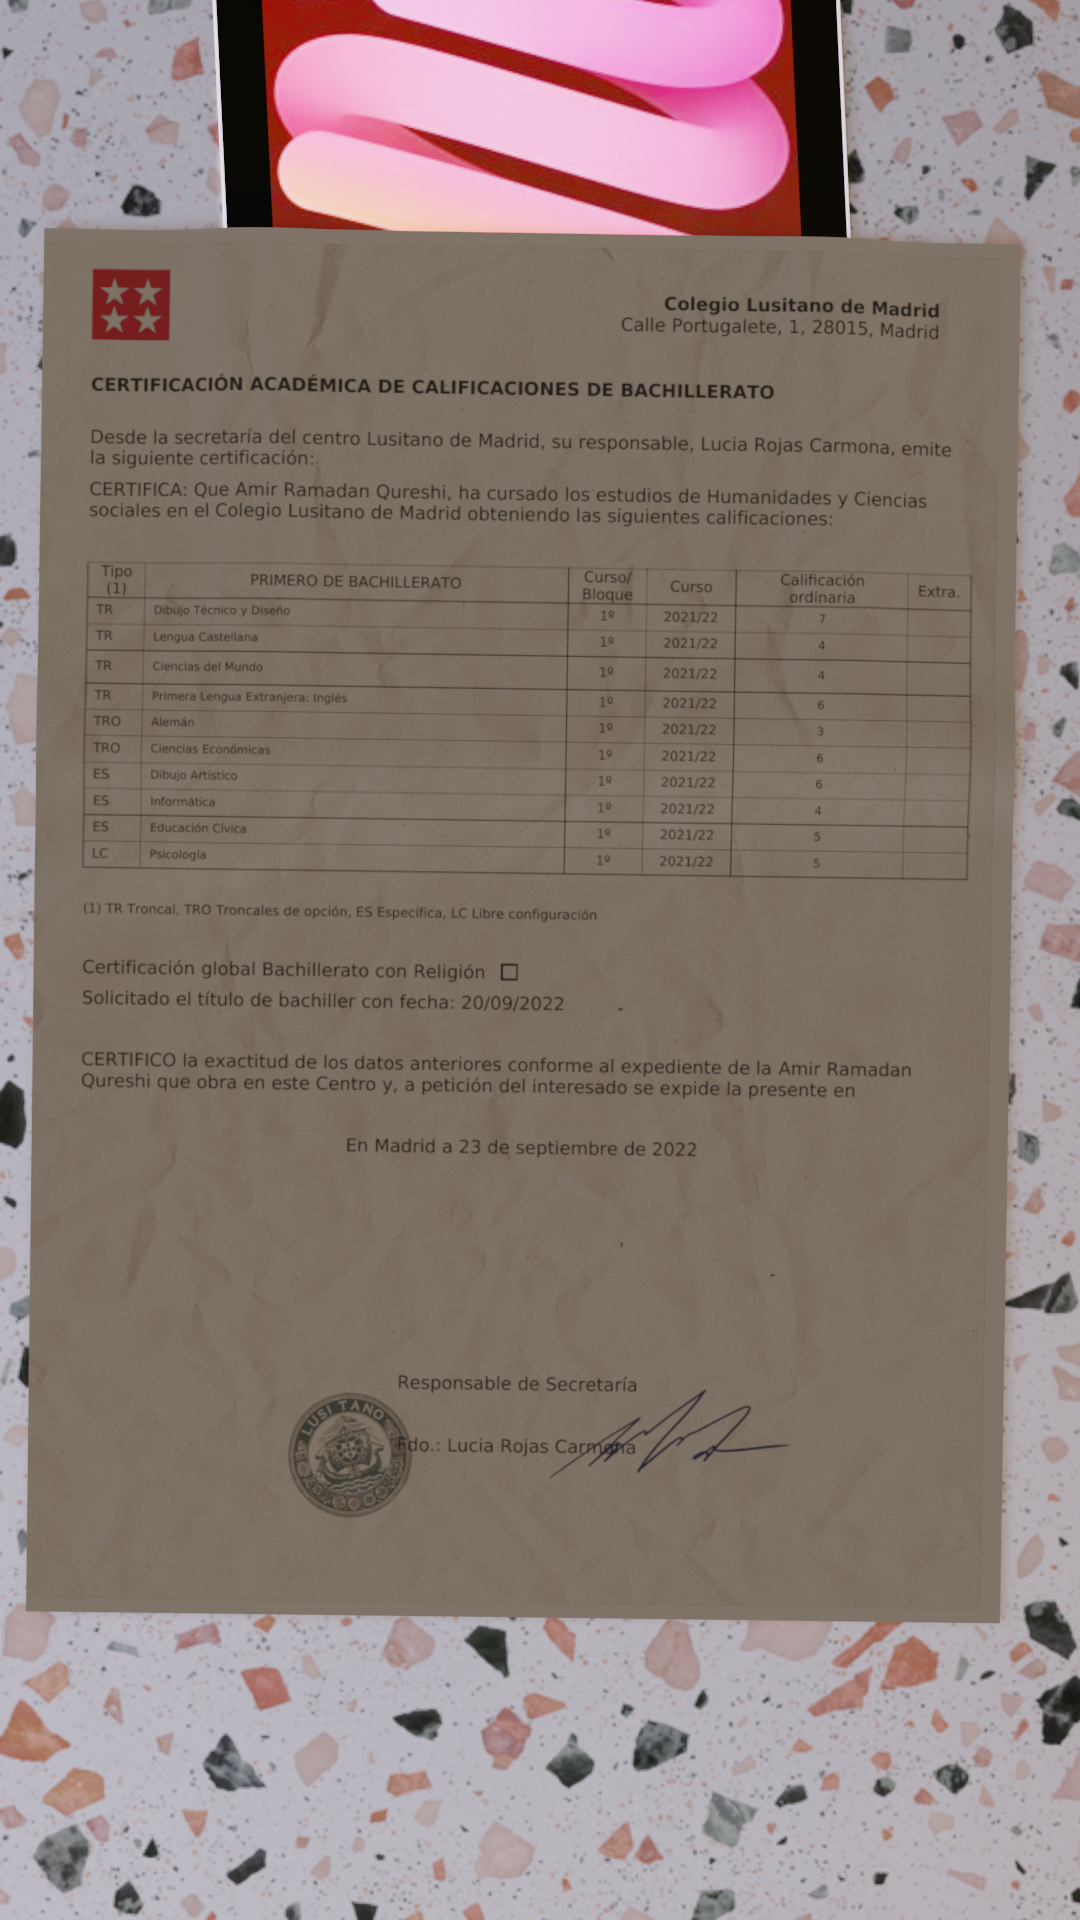 Colegio Lusitano de Madrid
Calle Portugalete, 1, 28015, Madrid
CERTIFICACIÓN ACADÉMICA DE CALIFICACIONES DE BACHILLERATO
Desde la secretaría del centro Lusitano de Madrid, su responsable, Lucia Rojas Carmona, emite
la siguiente certificación:
CERTIFICA: Que Amir Ramadan Qureshi, ha cursado los estudios de Humanidades y Ciencias
sociales en el Colegio Lusitano de Madrid obteniendo las siguientes calificaciones:
Tipo (1) PRIMERO DE BACHILLERATO Curso/ Bloque Curso Calificación ordinaria Extra.
TR Dibujo Técnico y Diseño 1º 2021/22 7
TR Lengua Castellana 1º 2021/22 4
TR Ciencias del Mundo 1º 2021/22 4
TR Primera Lengua Extranjera: Inglés 1º 2021/22 6
TRO Alemán 1º 2021/22 3
TRO Ciencias Económicas 1º 2021/22 6
ES Dibujo Artístico 1º 2021/22 6
ES Informática 1º 2021/22 4
ES Educación Cívica 1º 2021/22 5
LC Psicología 1º 2021/22 5
(1) TR Troncal, TRO Troncales de opción, ES Específica, LC Libre configuración
Certificación global Bachillerato con Religión ☐
Solicitado el título de bachiller con fecha: 20/09/2022
CERTIFICO la exactitud de los datos anteriores conforme al expediente de la Amir Ramadan
Qureshi que obra en este Centro y, a petición del interesado se expide la presente en
En Madrid a 23 de septiembre de 2022
Responsable de Secretaría
LUSITANO
Fdo.: Lucia Rojas Carmona